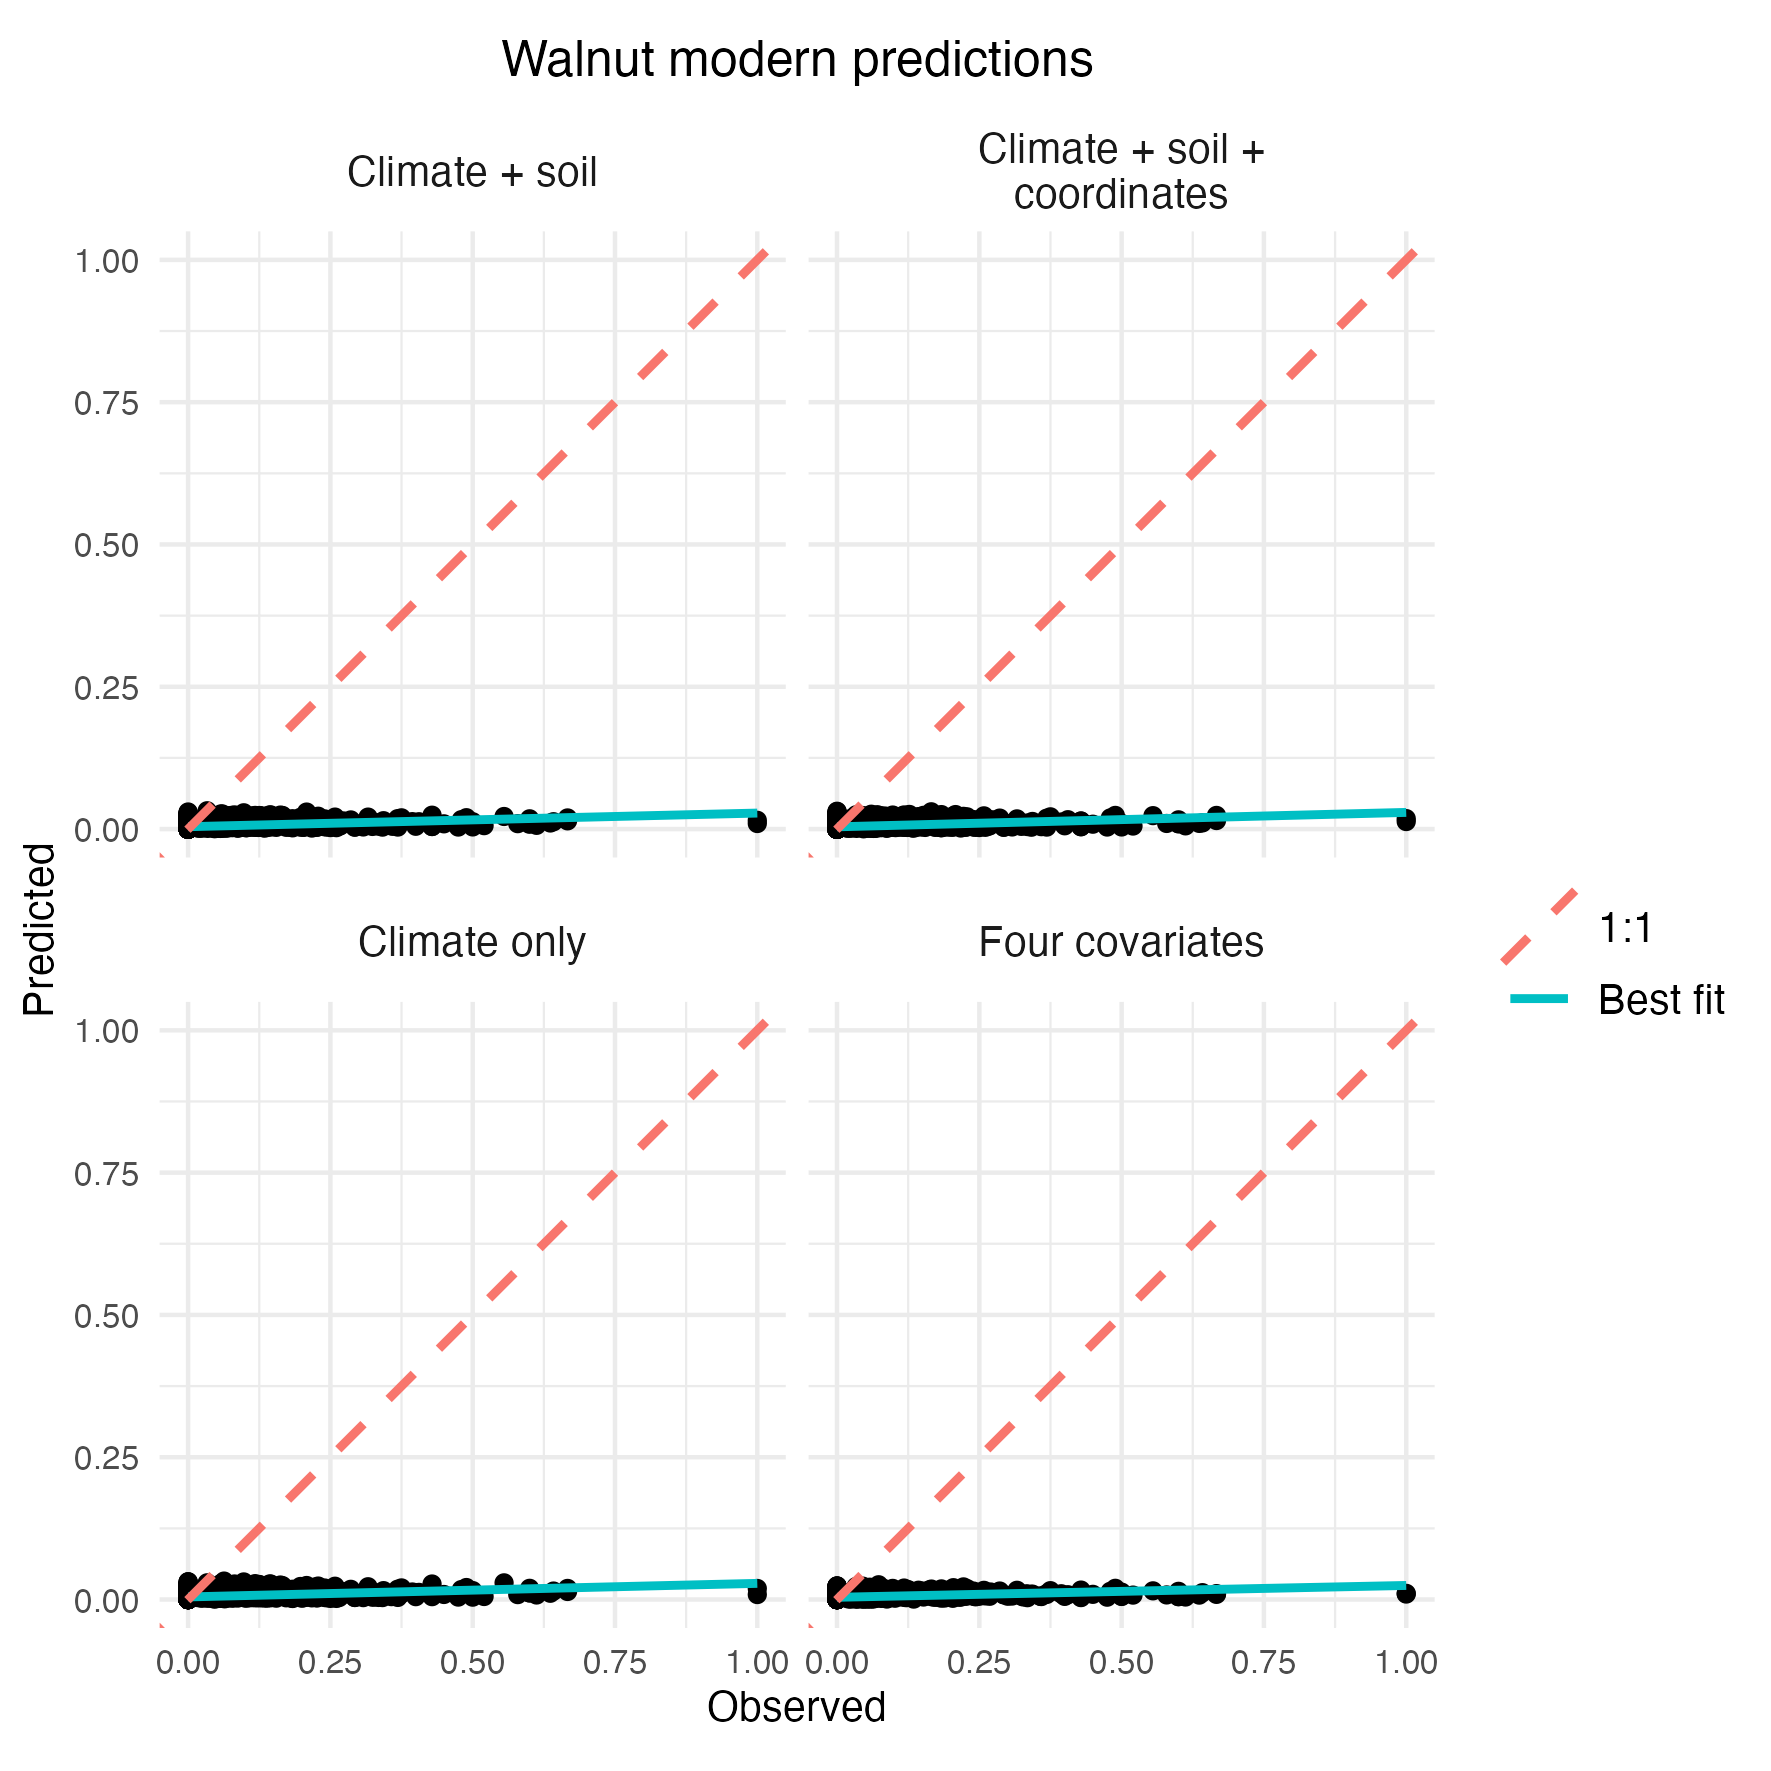 Walnut modern predictions
Climate + soil
Climate + soil +
coordinates
1.00
0.75
0.50
0.25
0.00
Climate only
Four covariates
1.00
0.75
0.50
0.25
0.00
0.00 0.25 0.50 0.75 1.00
0.00 0.25 0.50 0.75 1.00
Observed
Predicted
1:1
Best fit